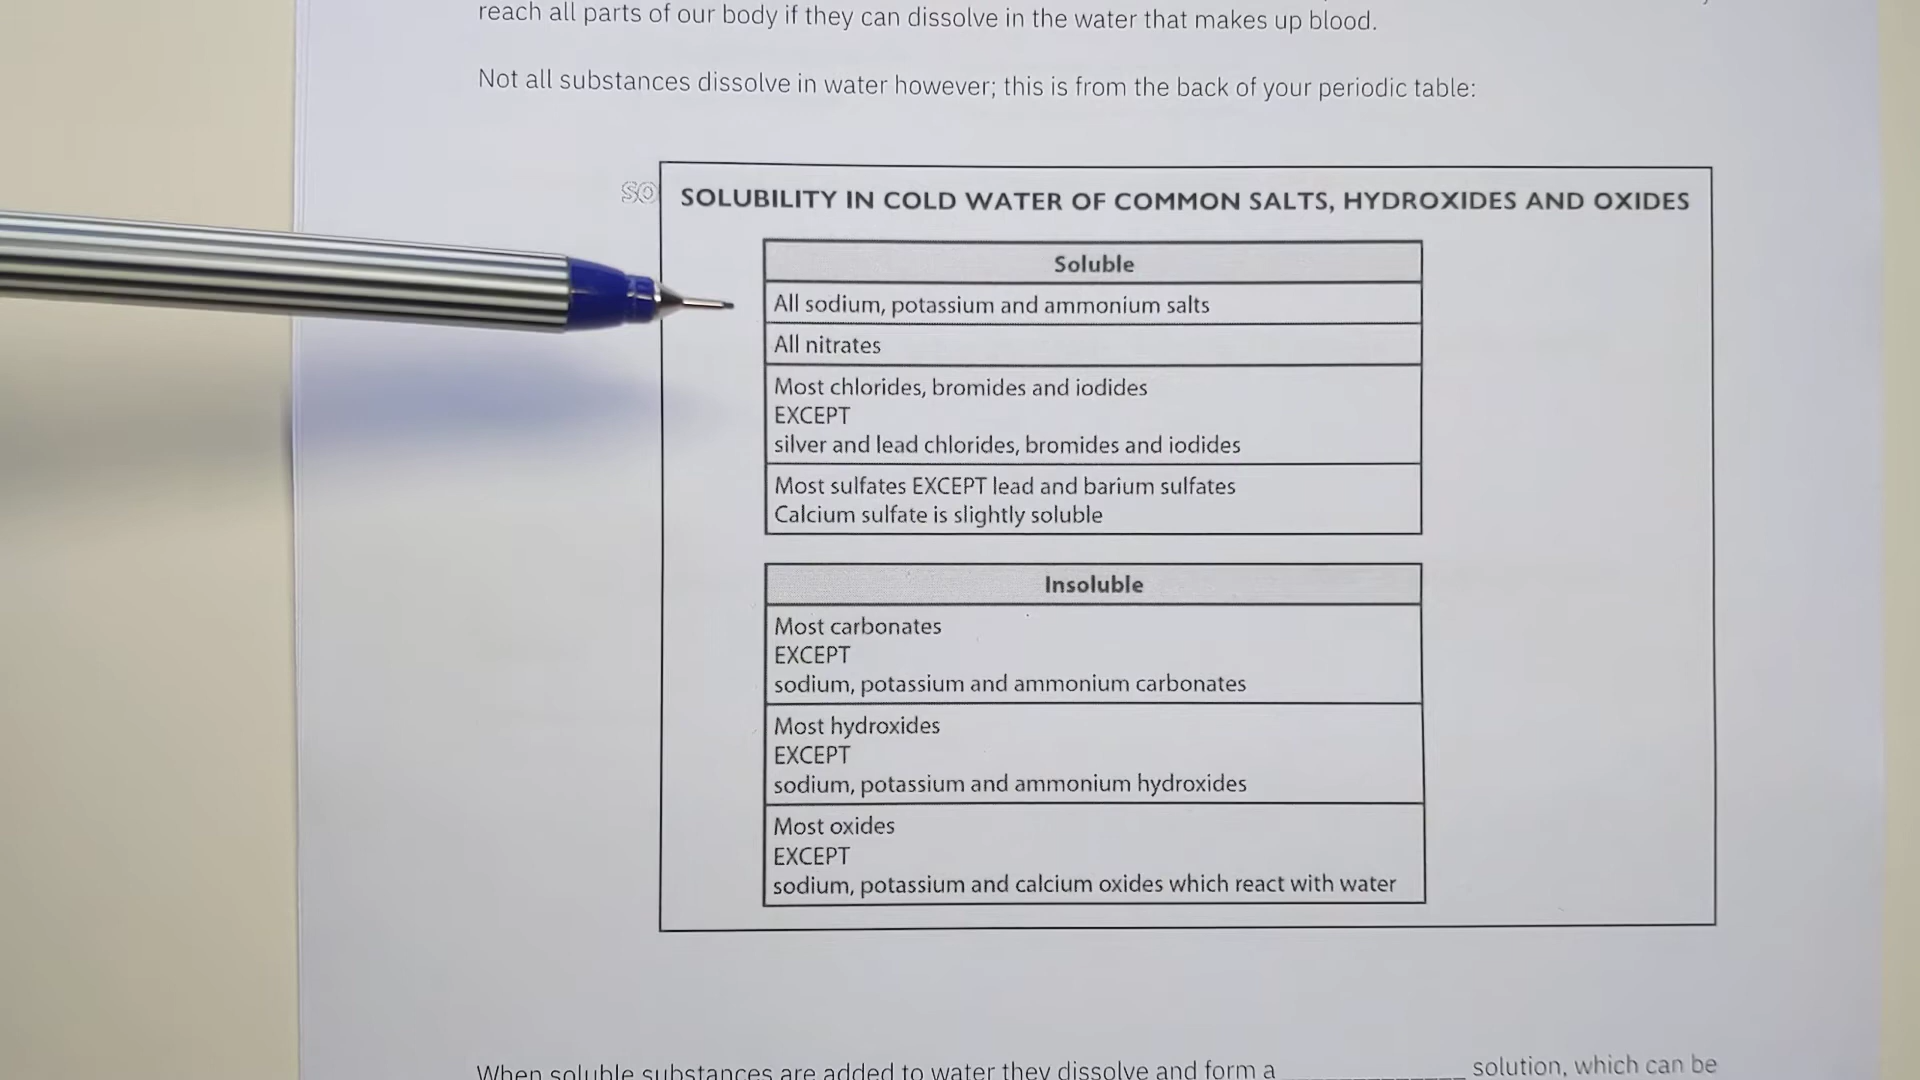 reach all parts of our body if they can dissolve in the water that makes up blood.
Not all substances dissolve in water however; this is from the back of your periodic table:
SO
SOLUBILITY IN COLD WATER OF COMMON SALTS, HYDROXIDES AND OXIDES
Soluble
All sodium, potassium and ammonium salts
All nitrates
Most chlorides, bromides and iodides
EXCEPT
silver and lead chlorides, bromides and iodides
Most sulfates EXCEPT lead and barium sulfates
Calcium sulfate is slightly soluble
Insoluble
Most carbonates
EXCEPT
sodium, potassium and ammonium carbonates
Most hydroxides
EXCEPT
sodium, potassium and ammonium hydroxides
Most oxides
EXCEPT
sodium, potassium and calcium oxides which react with water
When soluble substances are added to water they dissolve and form a ______________ solution, which can be